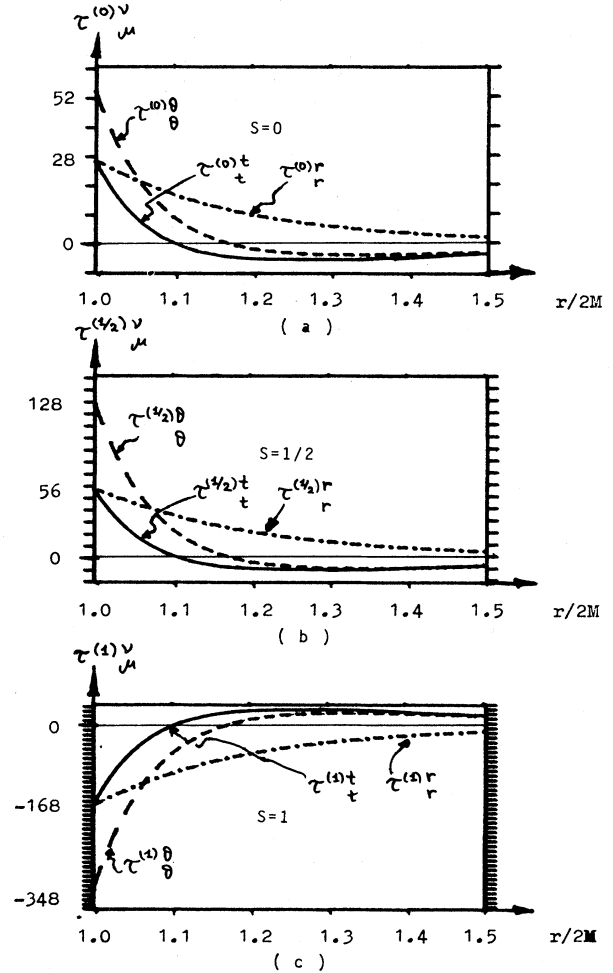 τ^(0)ν_μ
52
τ^(0)θ_θ
S=0
28
τ^(0)t_t
τ^(0)r_r
0
1.0 1.1 1.2 1.3 1.4 1.5 r/2M
( a )
τ^(1/2)ν_μ
128
τ^(1/2)θ_θ
S=1/2
56
τ^(1/2)t_t
τ^(1/2)r_r
0
1.0 1.1 1.2 1.3 1.4 1.5 r/2M
( b )
τ^(1)ν_μ
0
τ^(1)t_t
τ^(1)r_r
-168
S=1
τ^(1)θ_θ
-348
1.0 1.1 1.2 1.3 1.4 1.5 r/2M
( c )